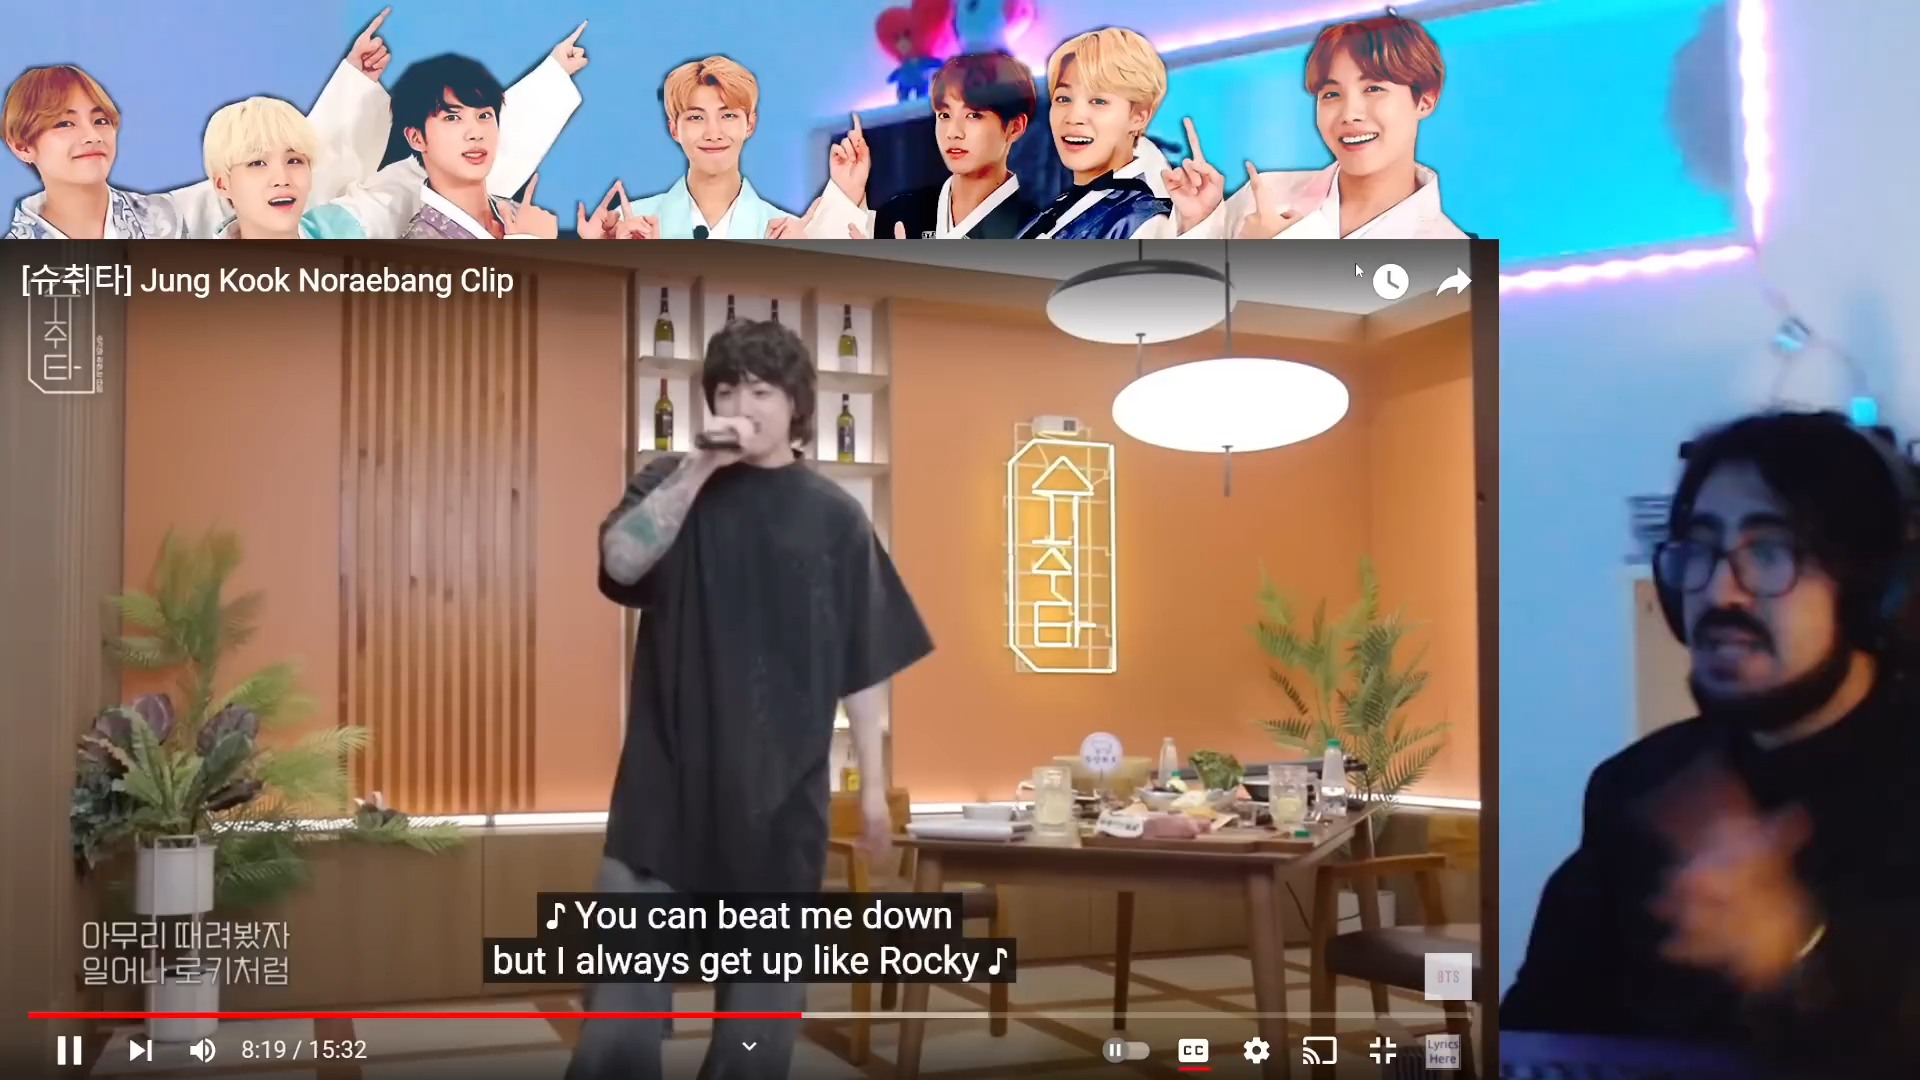 [슈취타] Jung Kook Noraebang Clip
슈
취
타
♪ You can beat me down
but I always get up like Rocky ♪
아무리 때려봤자
일어나 로키처럼
BTS
8:19 / 15:32
CC
Lyrics
Here